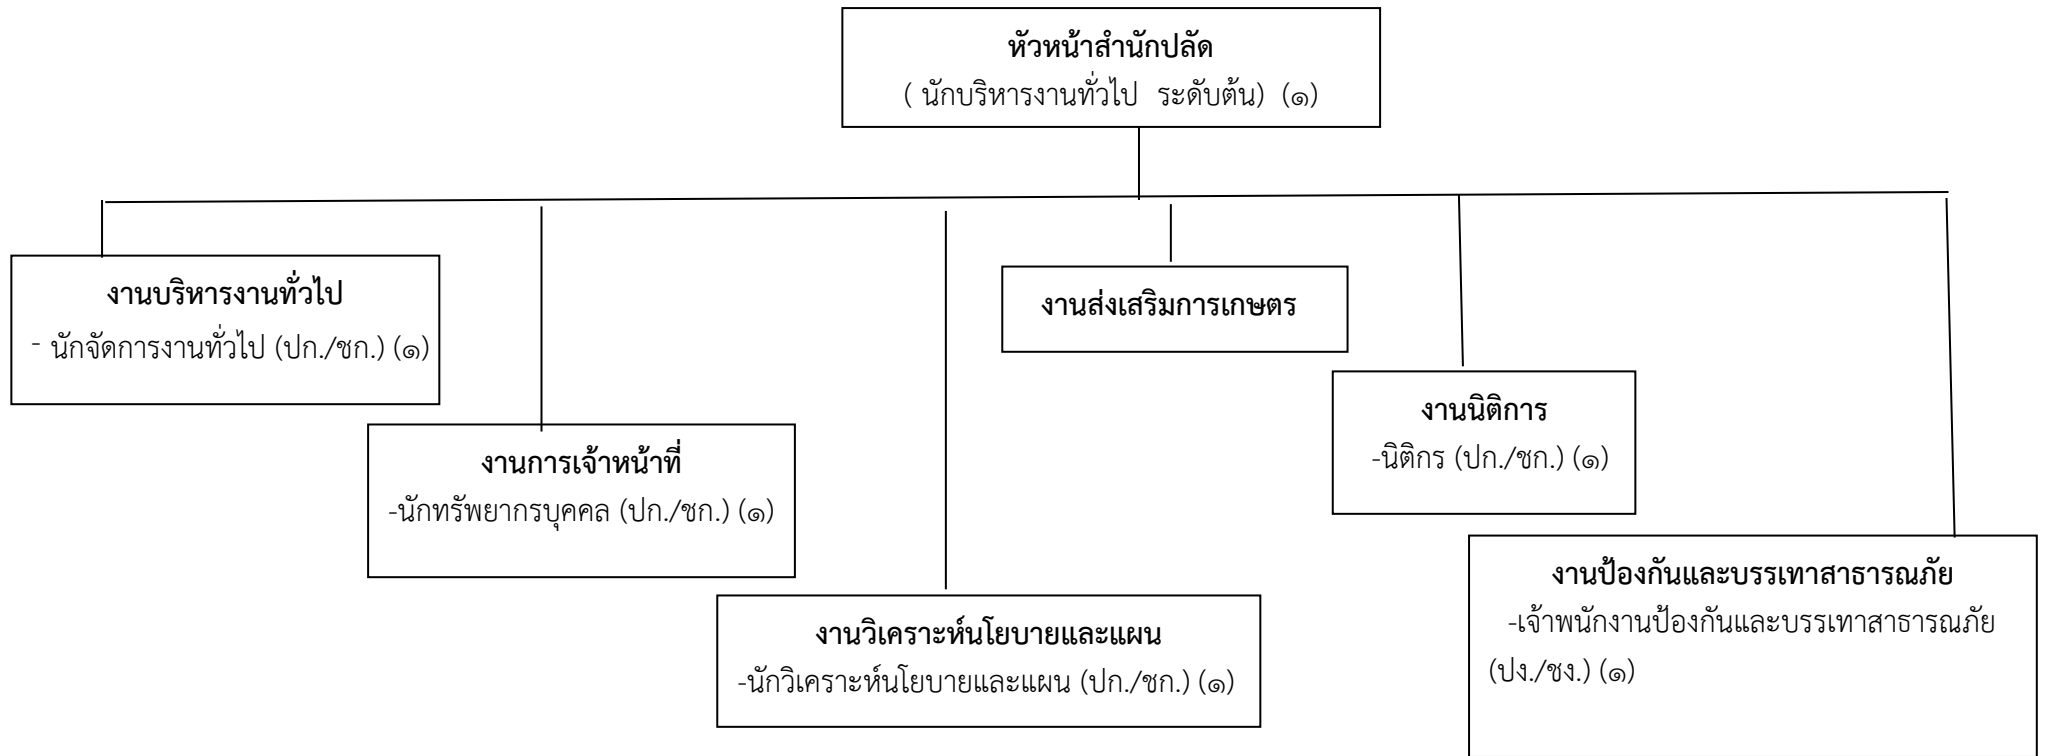 หัวหน้าสำนักปลัด
( นักบริหารงานทั่วไป ระดับต้น) (๑)
งานบริหารงานทั่วไป
- นักจัดการงานทั่วไป (ปก./ชก.) (๑)
งานส่งเสริมการเกษตร
งานนิติการ
-นิติกร (ปก./ชก.) (๑)
งานการเจ้าหน้าที่
-นักทรัพยากรบุคคล (ปก./ชก.) (๑)
งานป้องกันและบรรเทาสาธารณภัย
-เจ้าพนักงานป้องกันและบรรเทาสาธารณภัย
(ปง./ชง.) (๑)
งานวิเคราะห์นโยบายและแผน
-นักวิเคราะห์นโยบายและแผน (ปก./ชก.) (๑)